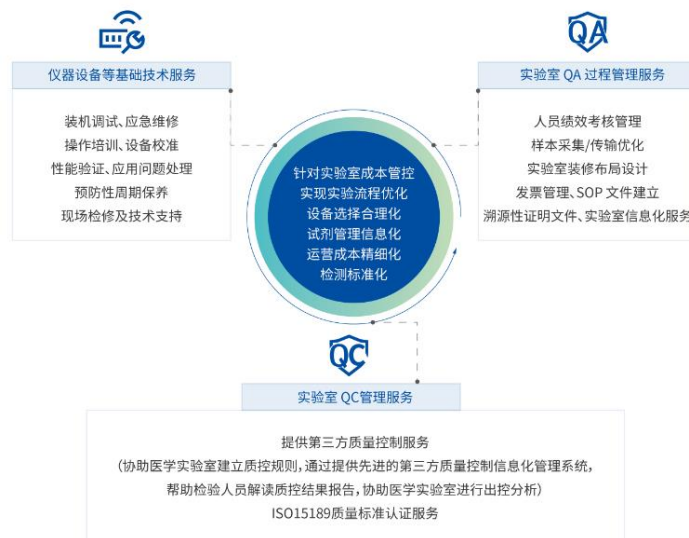 仪器设备等基础技术服务
装机调试、应急维修
操作培训、设备校准
性能验证、应用问题处理
预防性周期保养
现场检修及技术支持
QA
实验室 QA 过程管理服务
人员绩效考核管理
样本采集/传输优化
实验室装修布局设计
发票管理、SOP 文件建立
溯源性证明文件、实验室信息化服务
针对实验室成本管控
实现实验流程优化
设备选择合理化
试剂管理信息化
运营成本精细化
检测标准化
QC
实验室 QC管理服务
提供第三方质量控制服务
(协助医学实验室建立质控规则,通过提供先进的第三方质量控制信息化管理系统,
帮助检验人员解读质控结果报告,协助医学实验室进行出控分析)
ISO15189质量标准认证服务